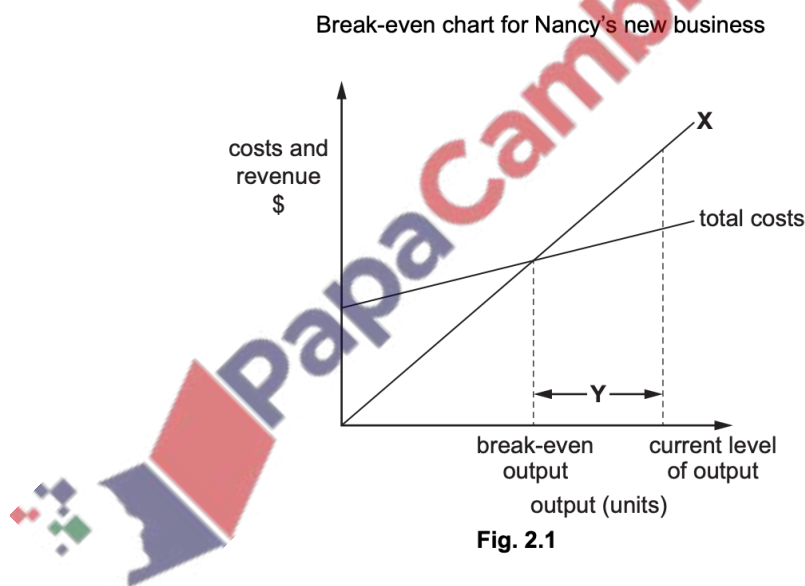 Break-even chart for Nancy's new business
costs and
revenue
$
X
total costs
Y
break-even
output
current level
of output
output (units)
Fig. 2.1
PapaCambri